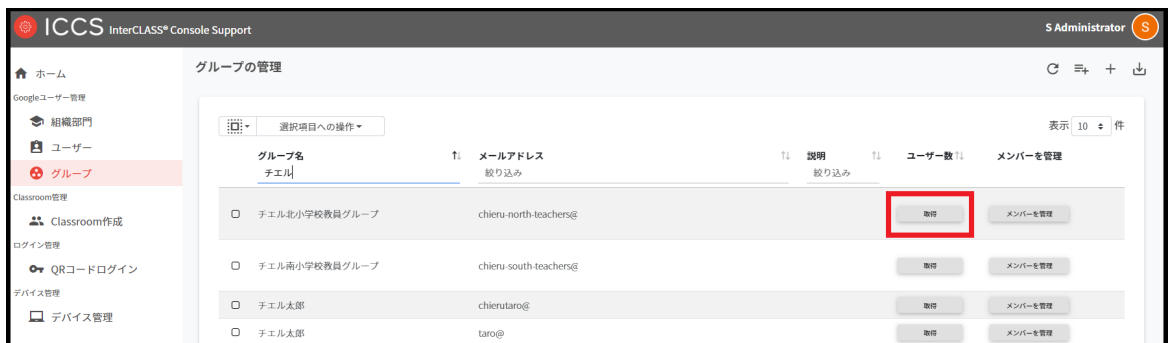 ICCS InterCLASS® Console Support
S Administrator S
ホーム
Googleユーザー管理
組織部門
ユーザー
グループ
Classroom管理
Classroom作成
ログイン管理
QRコードログイン
デバイス管理
デバイス管理
グループの管理
選択項目への操作
表示 10 件
グループ名 メールアドレス 説明 ユーザー数 メンバーを管理
チエル 絞り込み 絞り込み
チエル北小学校教員グループ chieru-north-teachers@ 取得 メンバーを管理
チエル南小学校教員グループ chieru-south-teachers@ 取得 メンバーを管理
チエル太郎 chierutaro@ 取得 メンバーを管理
チエル太郎 taro@ 取得 メンバーを管理